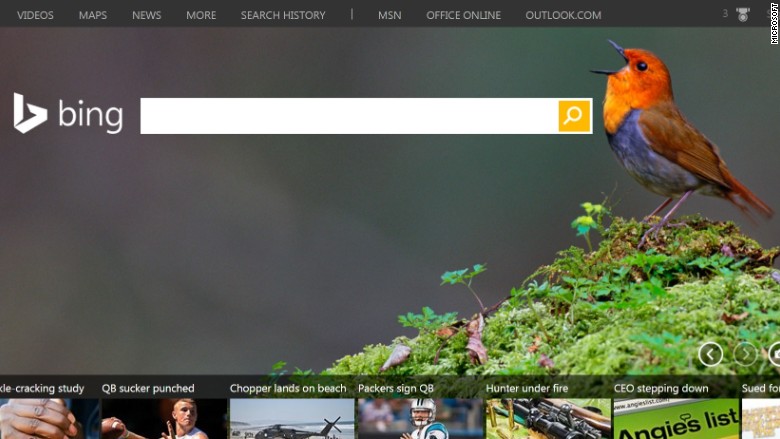 VIDEOS MAPS NEWS MORE SEARCH HISTORY | MSN OFFICE ONLINE OUTLOOK.COM 3
MICROSOFT
bing
kle-cracking study QB sucker punched Chopper lands on beach Packers sign QB Hunter under fire CEO stepping down Sued fo
www.angieslist.com
Angie's list